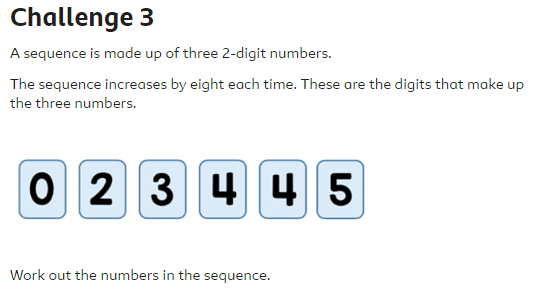 Challenge 3
A sequence is made up of three 2-digit numbers.
The sequence increases by eight each time. These are the digits that make up
the three numbers.
0 2 3 4 4 5
Work out the numbers in the sequence.